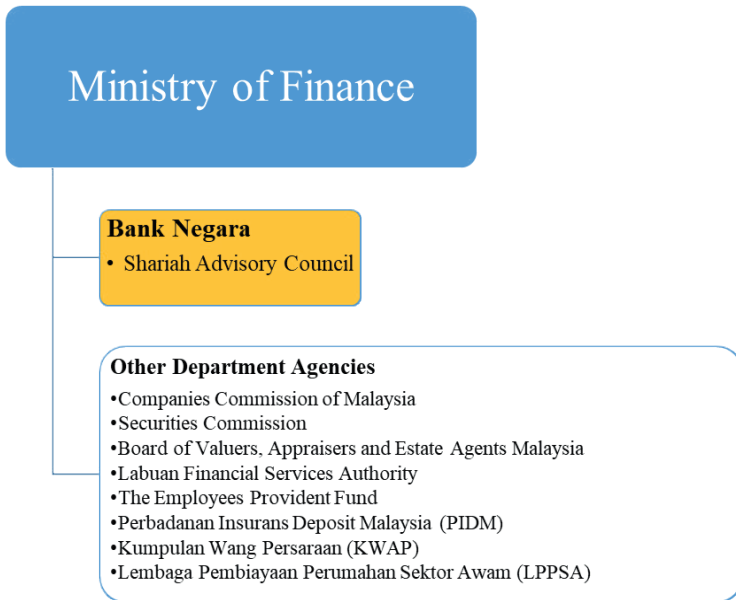 Ministry of Finance
Bank Negara
• Shariah Advisory Council
Other Department Agencies
•Companies Commission of Malaysia
•Securities Commission
•Board of Valuers, Appraisers and Estate Agents Malaysia
•Labuan Financial Services Authority
•The Employees Provident Fund
•Perbadanan Insurans Deposit Malaysia (PIDM)
•Kumpulan Wang Persaraan (KWAP)
•Lembaga Pembiayaan Perumahan Sektor Awam (LPPSA)